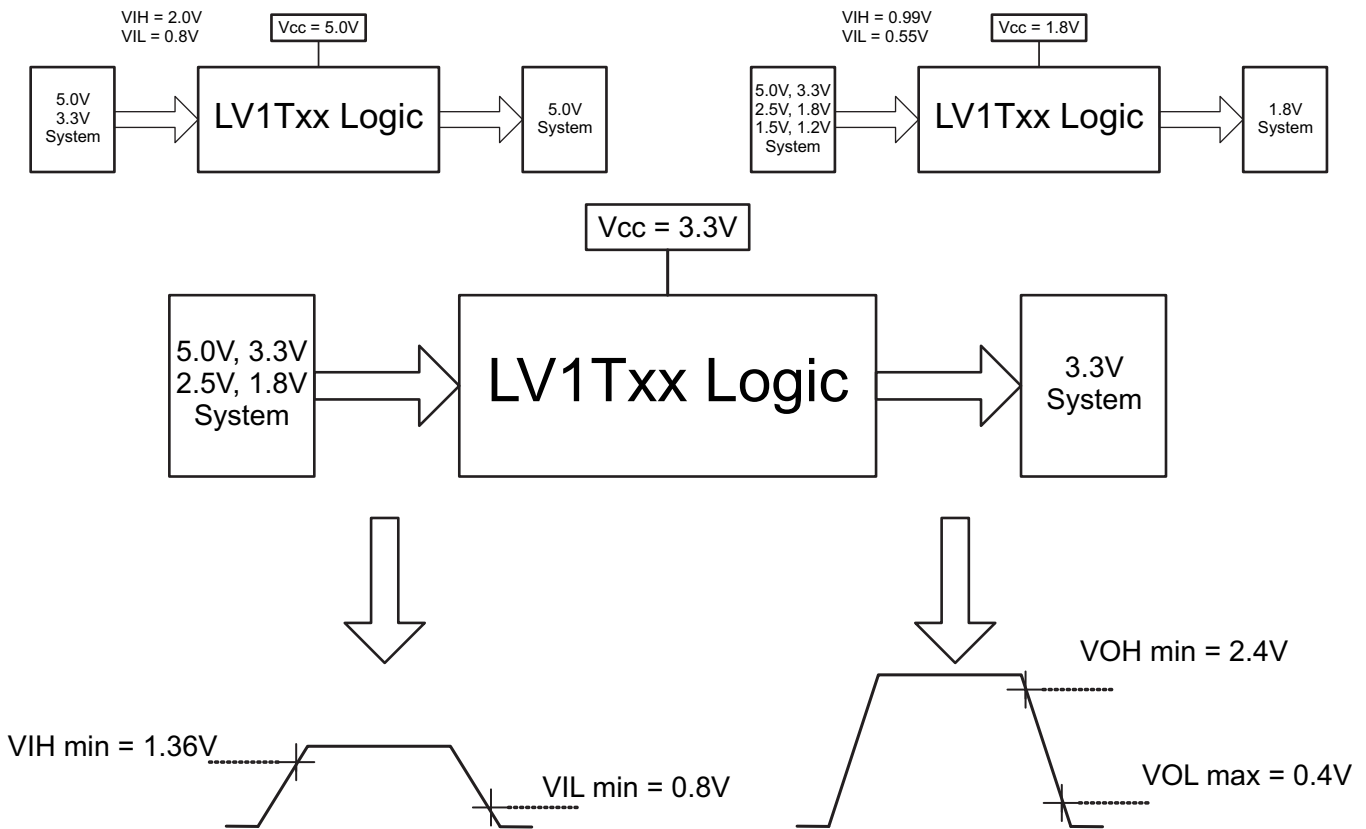 VIH = 2.0V
VIL = 0.8V
Vcc = 5.0V
5.0V
3.3V
System
LV1Txx Logic
5.0V
System
VIH = 0.99V
VIL = 0.55V
Vcc = 1.8V
5.0V, 3.3V
2.5V, 1.8V
1.5V, 1.2V
System
LV1Txx Logic
1.8V
System
Vcc = 3.3V
5.0V, 3.3V
2.5V, 1.8V
System
LV1Txx Logic
3.3V
System
VIH min = 1.36V
VIL min = 0.8V
VOH min = 2.4V
VOL max = 0.4V